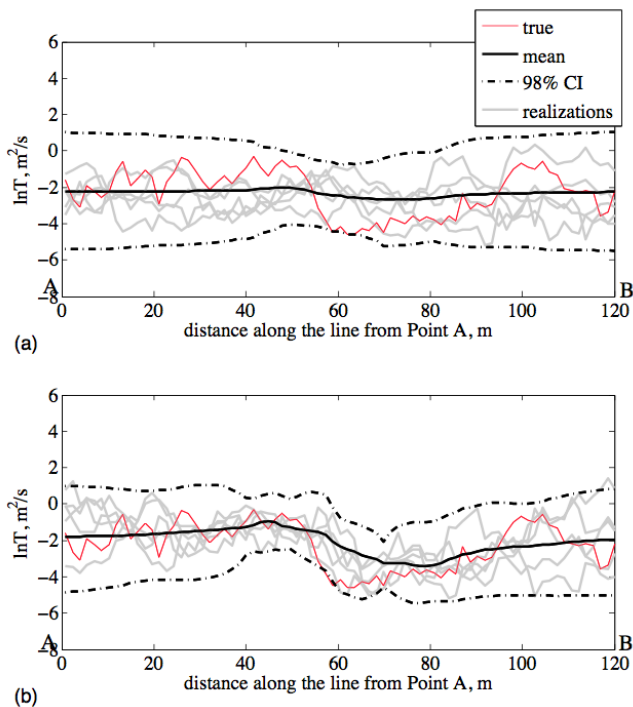 true
mean
98% CI
realizations
6
4
2
0
−2
−4
−6
−8
lnT, m²/s
A
B
0 20 40 60 80 100 120
distance along the line from Point A, m
(a)
6
4
2
0
−2
−4
−6
−8
lnT, m²/s
A
B
0 20 40 60 80 100 120
distance along the line from Point A, m
(b)